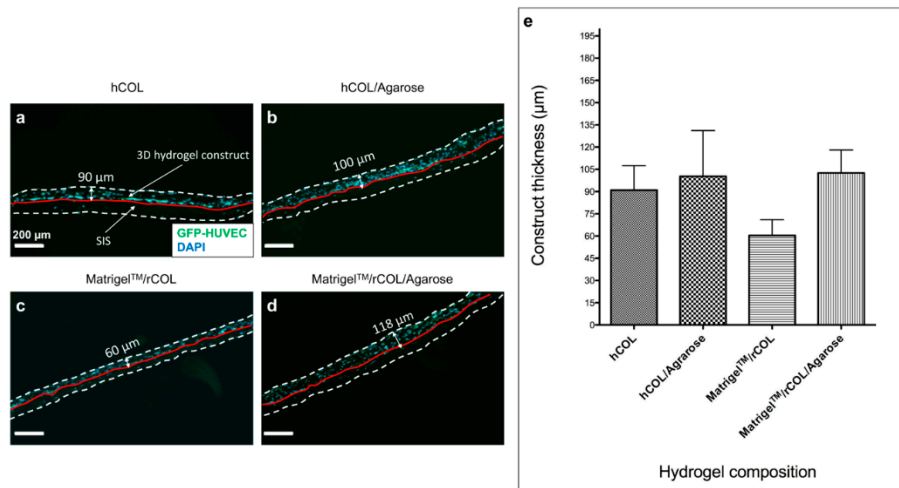 hCOL
a
3D hydrogel construct
90 µm
SIS
200 µm
GFP-HUVEC
DAPI
hCOL/Agarose
b
100 µm
Matrigel™/rCOL
c
60 µm
Matrigel™/rCOL/Agarose
d
118 µm
e
Construct thickness (µm)
195
180
165
150
135
120
105
90
75
60
45
30
15
0
hCOL
hCOL/Agarose
Matrigel™/rCOL
Matrigel™/rCOL/Agarose
Hydrogel composition